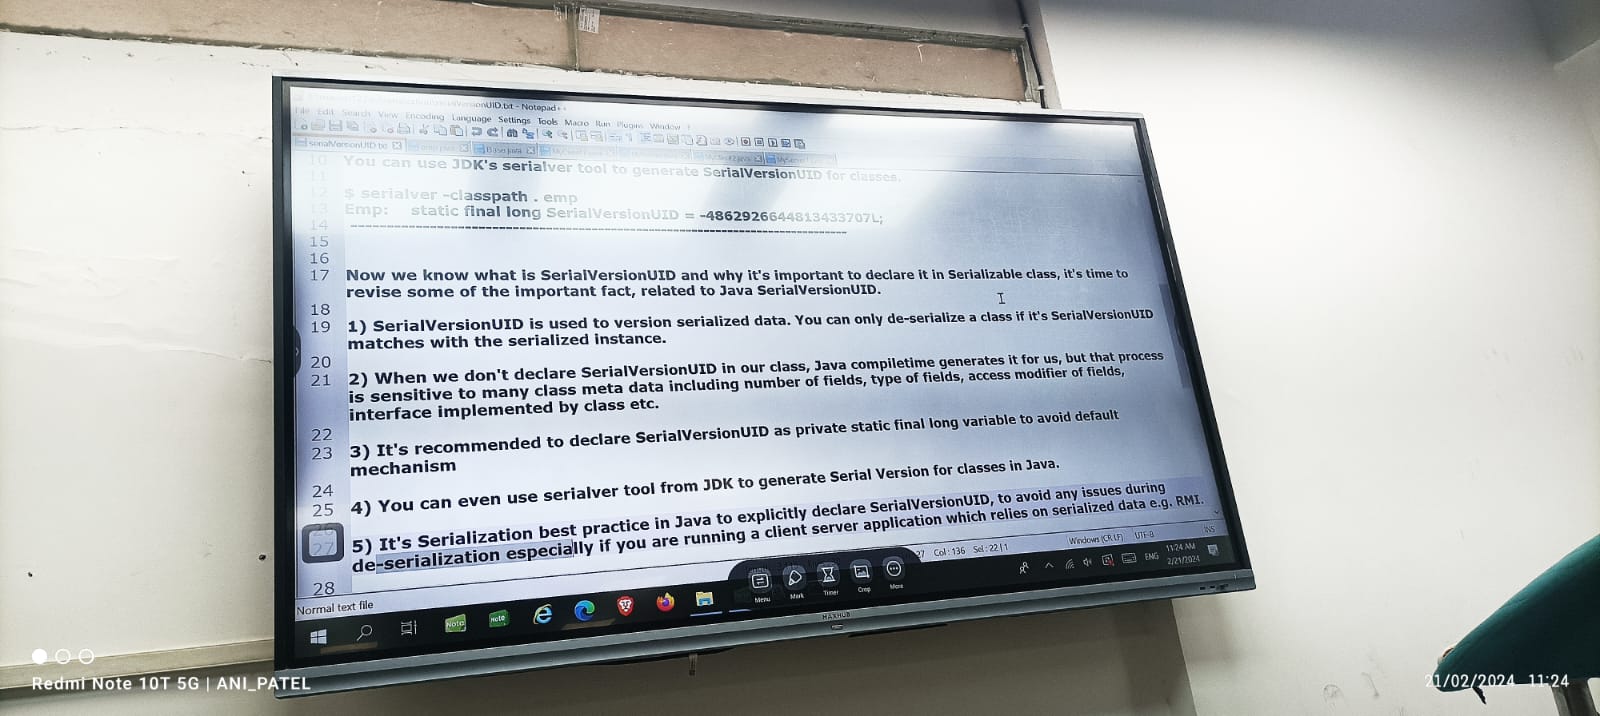 VersionUID.txt - Notepad++
File Edit Search View Encoding Language Settings Tools Macro Run Plugins Window ?
serialVersionUID.txt Base.java
10 You can use JDK's serialver tool to generate SerialVersionUID for classes.
11
12 $ serialver -classpath . emp
13 Emp: static final long SerialVersionUID = -4862926644813433707L;
14 ------------------------------------------------------------------------------------
15
16
17 Now we know what is SerialVersionUID and why it's important to declare it in Serializable class, it's time to
revise some of the important fact, related to Java SerialVersionUID.
18
19 1) SerialVersionUID is used to version serialized data. You can only de-serialize a class if it's SerialVersionUID
matches with the serialized instance.
20
21 2) When we don't declare SerialVersionUID in our class, Java compiletime generates it for us, but that process
is sensitive to many class meta data including number of fields, type of fields, access modifier of fields,
interface implemented by class etc.
22
23 3) It's recommended to declare SerialVersionUID as private static final long variable to avoid default
mechanism
24
25 4) You can even use serialver tool from JDK to generate Serial Version for classes in Java.
26
27 5) It's Serialization best practice in Java to explicitly declare SerialVersionUID, to avoid any issues during
de-serialization especially if you are running a client server application which relies on serialized data e.g. RMI.
28
Normal text file 27 Col : 136 Sel : 22 | 1 Windows (CR LF) UTF-8 INS
Menu Mark Timer Crop More
Note Note ENG 11:24 AM
2/21/2024
MAXHUB
Redmi Note 10T 5G | ANI_PATEL
21/02/2024 11:24